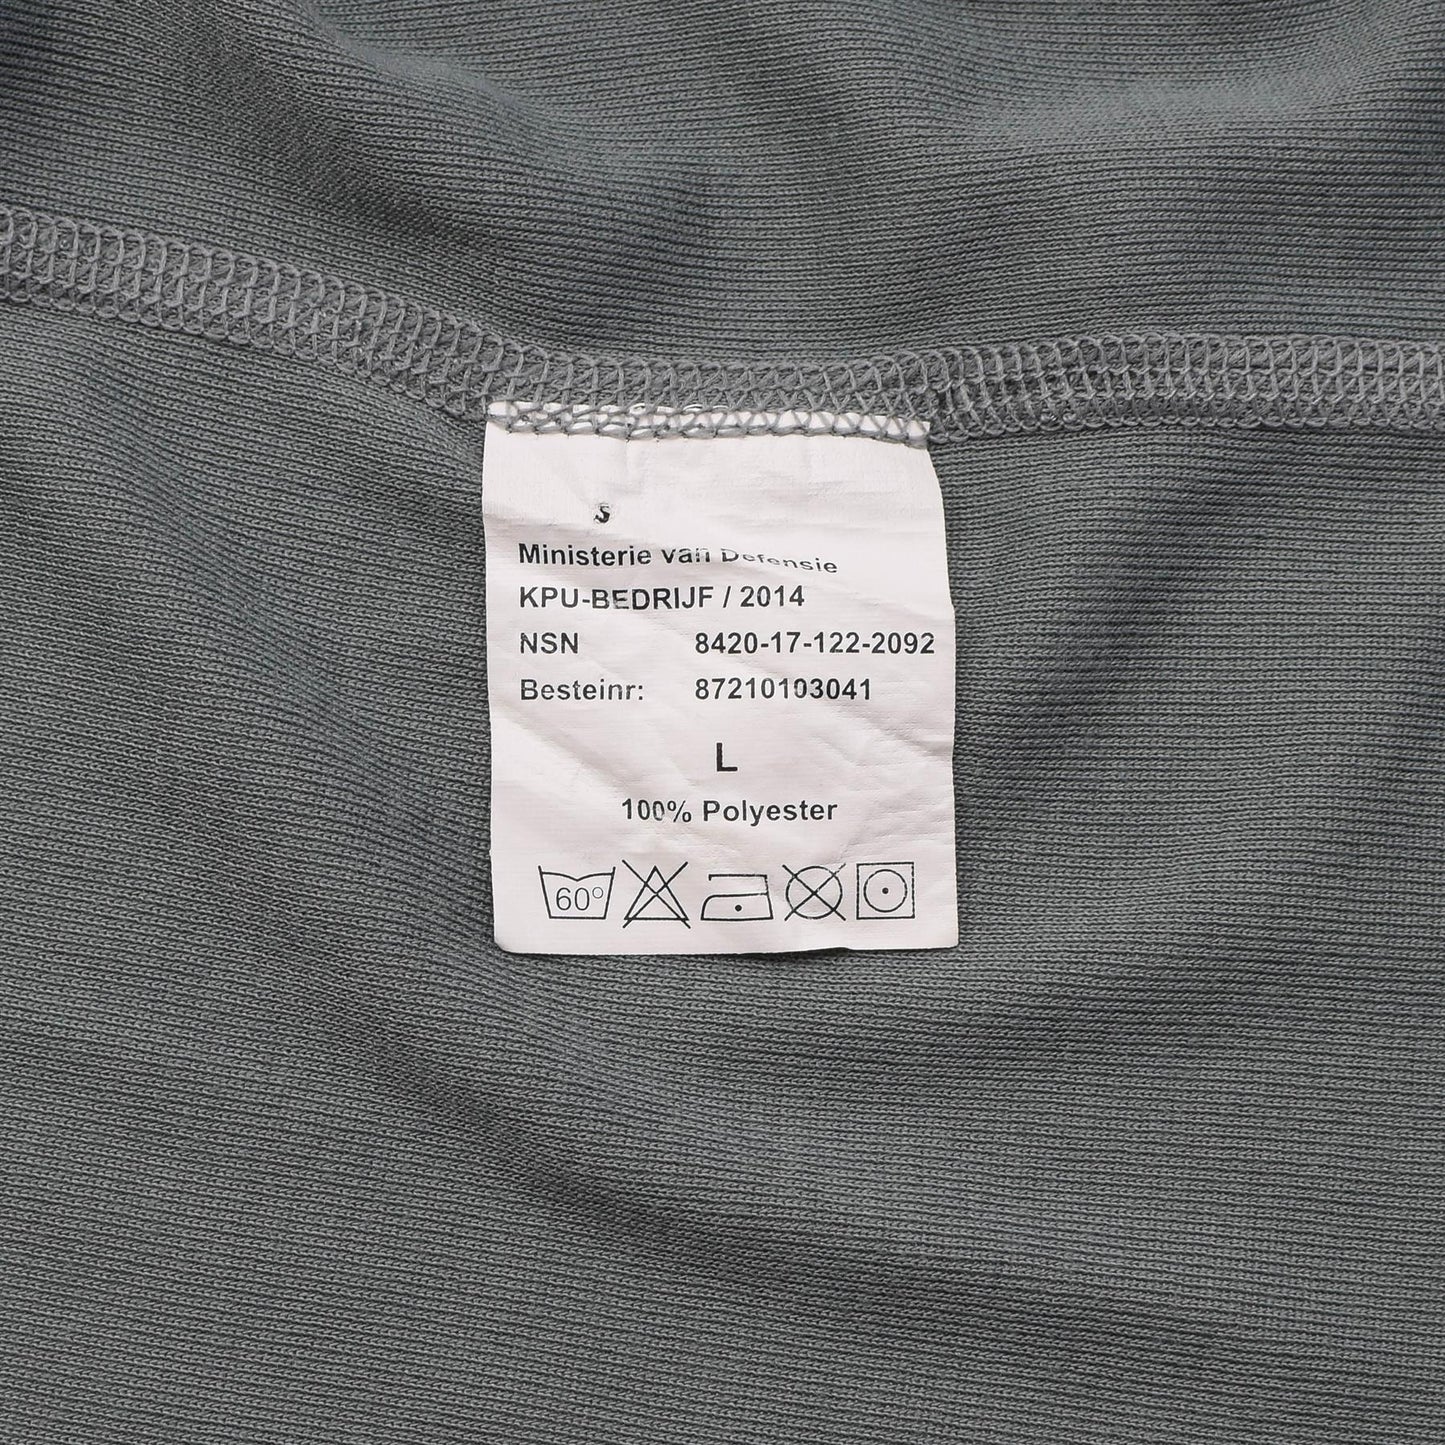 S
Ministerie van Defensie
KPU-BEDRIJF / 2014
NSN 8420-17-122-2092
Besteinr: 87210103041
L
100% Polyester
60°